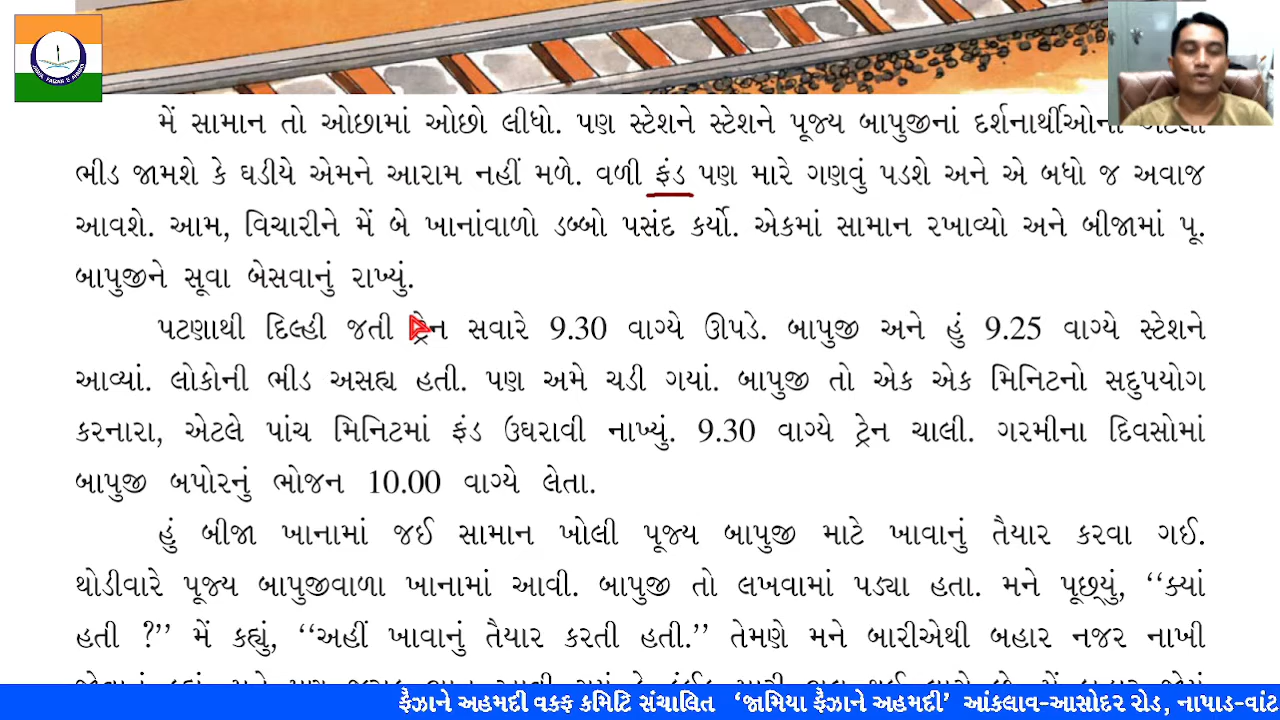 મેં સામાન તો ઓછામાં ઓછો લીધો. પણ સ્ટેશને સ્ટેશને પૂજ્ય બાપુજીનાં દર્શનાર્થીઓની
ભીડ જામશે કે ઘડીયે એમને આરામ નહીં મળે. વળી ફંડ પણ મારે ગણવું પડશે અને એ બધો જ અવાજ
આવશે. આમ, વિચારીને મેં બે ખાનાંવાળો ડબ્બો પસંદ કર્યો. એકમાં સામાન રખાવ્યો અને બીજામાં પૂ.
બાપુજીને સૂવા બેસવાનું રાખ્યું.
પટણાથી દિલ્હી જતી ટ્રેન સવારે 9.30 વાગ્યે ઊપડે. બાપુજી અને હું 9.25 વાગ્યે સ્ટેશને
આવ્યાં. લોકોની ભીડ અસહ્ય હતી. પણ અમે ચડી ગયાં. બાપુજી તો એક એક મિનિટનો સદુપયોગ
કરનારા, એટલે પાંચ મિનિટમાં ફંડ ઉઘરાવી નાખ્યું. 9.30 વાગ્યે ટ્રેન ચાલી. ગરમીના દિવસોમાં
બાપુજી બપોરનું ભોજન 10.00 વાગ્યે લેતા.
હું બીજા ખાનામાં જઈ સામાન ખોલી પૂજ્ય બાપુજી માટે ખાવાનું તૈયાર કરવા ગઈ.
થોડીવારે પૂજ્ય બાપુજીવાળા ખાનામાં આવી. બાપુજી તો લખવામાં પડ્યા હતા. મને પૂછ્યું, ‘‘ક્યાં
હતી ?’’ મેં કહ્યું, ‘‘અહીં ખાવાનું તૈયાર કરતી હતી.’’ તેમણે મને બારીએથી બહાર નજર નાખી
ફૈઝાને અહમદી વકફ કમિટિ સંચાલિત ‘જામિયા ફૈઝાને અહમદી’ આંકલાવ-આસોદર રોડ, નાપાડ-વાંટ